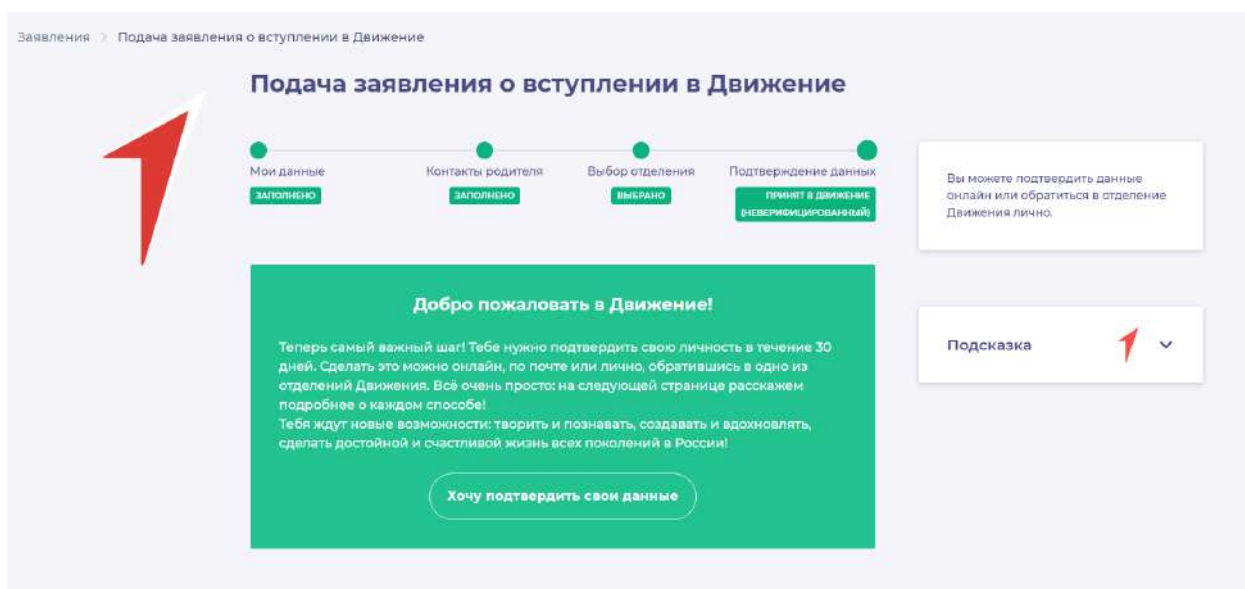 Заявления > Подача заявления о вступлении в Движение
Подача заявления о вступлении в Движение
Мои данные
ЗАПОЛНЕНО
Контакты родителя
ЗАПОЛНЕНО
Выбор отделения
ВЫБРАНО
Подтверждение данных
ПРИНЯТ В ДВИЖЕНИЕ
(НЕВЕРИФИЦИРОВАННЫЙ)
Вы можете подтвердить данные
онлайн или обратиться в отделение
Движения лично.
Добро пожаловать в Движение!
Теперь самый важный шаг! Тебе нужно подтвердить свою личность в течение 30
дней. Сделать это можно онлайн, по почте или лично, обратившись в одно из
отделений Движения. Всё очень просто: на следующей странице расскажем
подробнее о каждом способе!
Тебя ждут новые возможности: творить и познавать, создавать и вдохновлять,
сделать достойной и счастливой жизнь всех поколений в России!
Хочу подтвердить свои данные
Подсказка